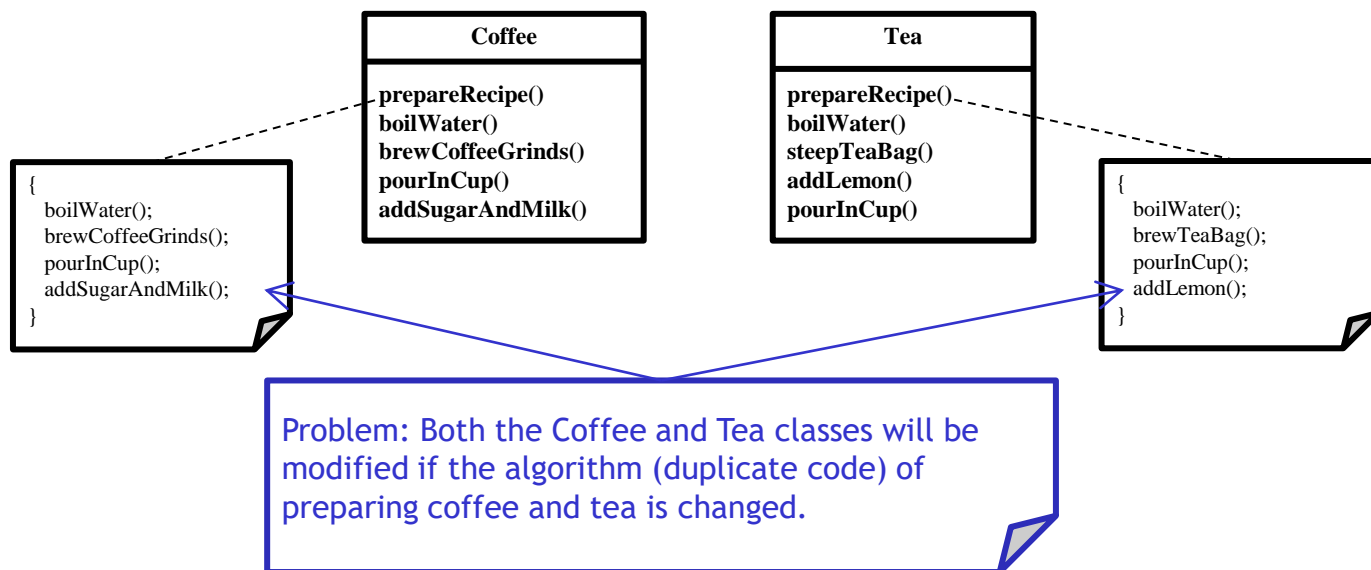 Coffee
prepareRecipe()
boilWater()
brewCoffeeGrinds()
pourInCup()
addSugarAndMilk()
Tea
prepareRecipe()
boilWater()
steepTeaBag()
addLemon()
pourInCup()
{
boilWater();
brewCoffeeGrinds();
pourInCup();
addSugarAndMilk();
}
{
boilWater();
brewTeaBag();
pourInCup();
addLemon();
}
Problem: Both the Coffee and Tea classes will be
modified if the algorithm (duplicate code) of
preparing coffee and tea is changed.